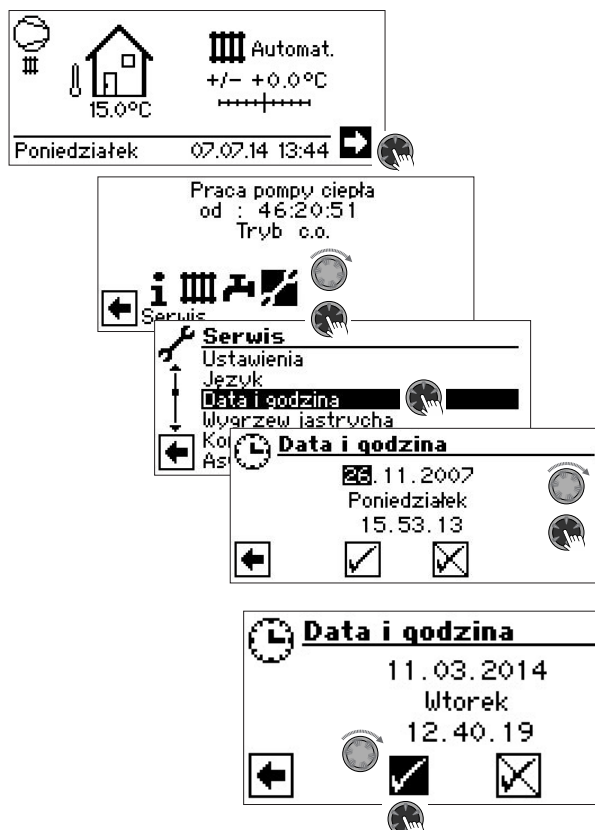 Automat.
+/- +0.0°C
15.0°C
Poniedziałek 07.07.14 13:44
Praca pompy ciepła
od : 46:20:51
Tryb c.o.
Serwis
Serwis
Ustawienia
Język
Data i godzina
Wygrzew jastrycha
Data i godzina
26.11.2007
Poniedziałek
15.53.13
Data i godzina
11.03.2014
Wtorek
12.40.19